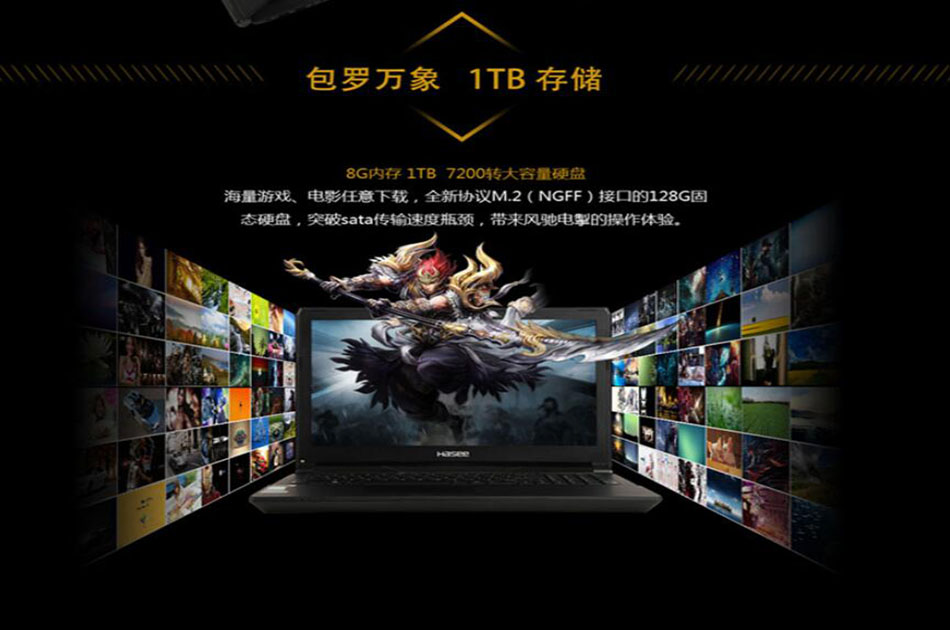 包罗万象 1TB 存储
8G内存 1TB 7200转大容量硬盘
海量游戏、电影任意下载，全新协议M.2（NGFF）接口的128G固
态硬盘，突破sata传输速度瓶颈，带来风驰电掣的操作体验。
Hasee